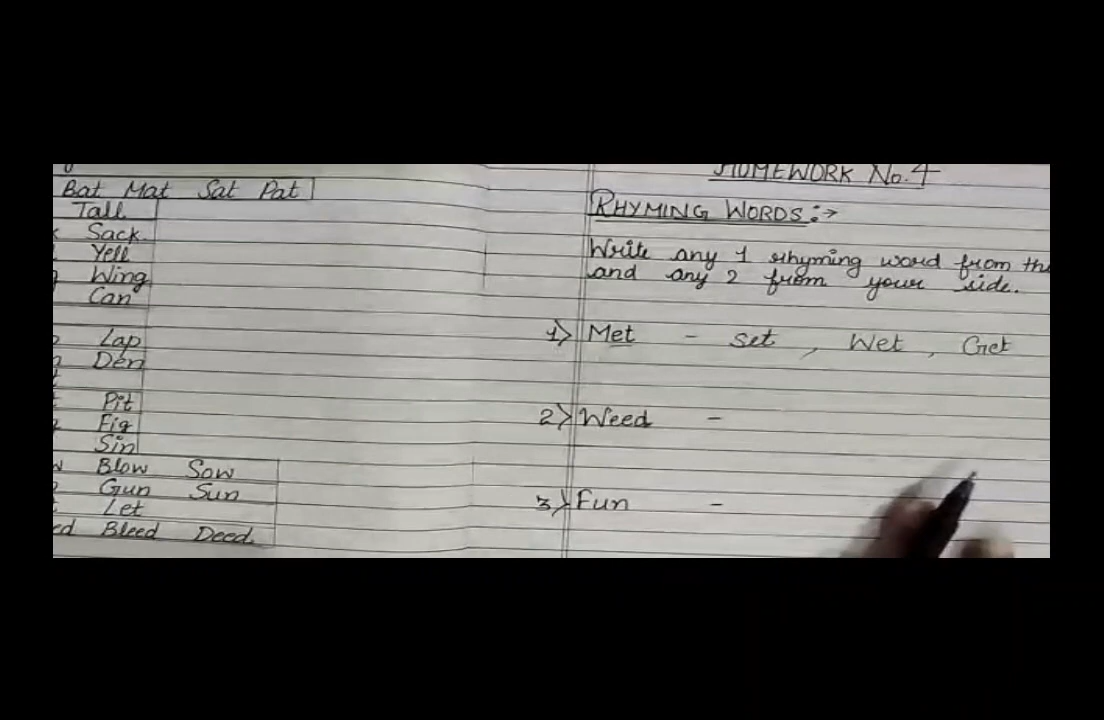 Bat Mat Sat Pat
Tall
Sack
Yell
Wing
Can
Lap
Den
Pit
Fig
Sin
Blow Sow
Gun Sun
Let
ed Bleed Deed
HOMEWORK No. 4
RHYMING WORDS :→
Write any 1 rhyming word from the
and any 2 from your side.
1) Met - set, Wet, Get
2) Weed -
3) Fun -